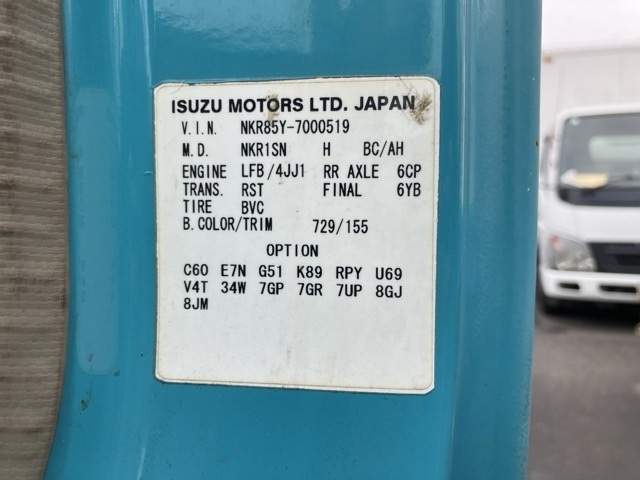 ISUZU MOTORS LTD. JAPAN
V.I.N. NKR85Y-7000519
M.D. NKR1SN H BC/AH
ENGINE LFB/4JJ1 RR AXLE 6CP
TRANS. RST FINAL 6YB
TIRE BVC
B.COLOR/TRIM 729/155
OPTION
C60 E7N G51 K89 RPY U69
V4T 34W 7GP 7GR 7UP 8GJ
8JM